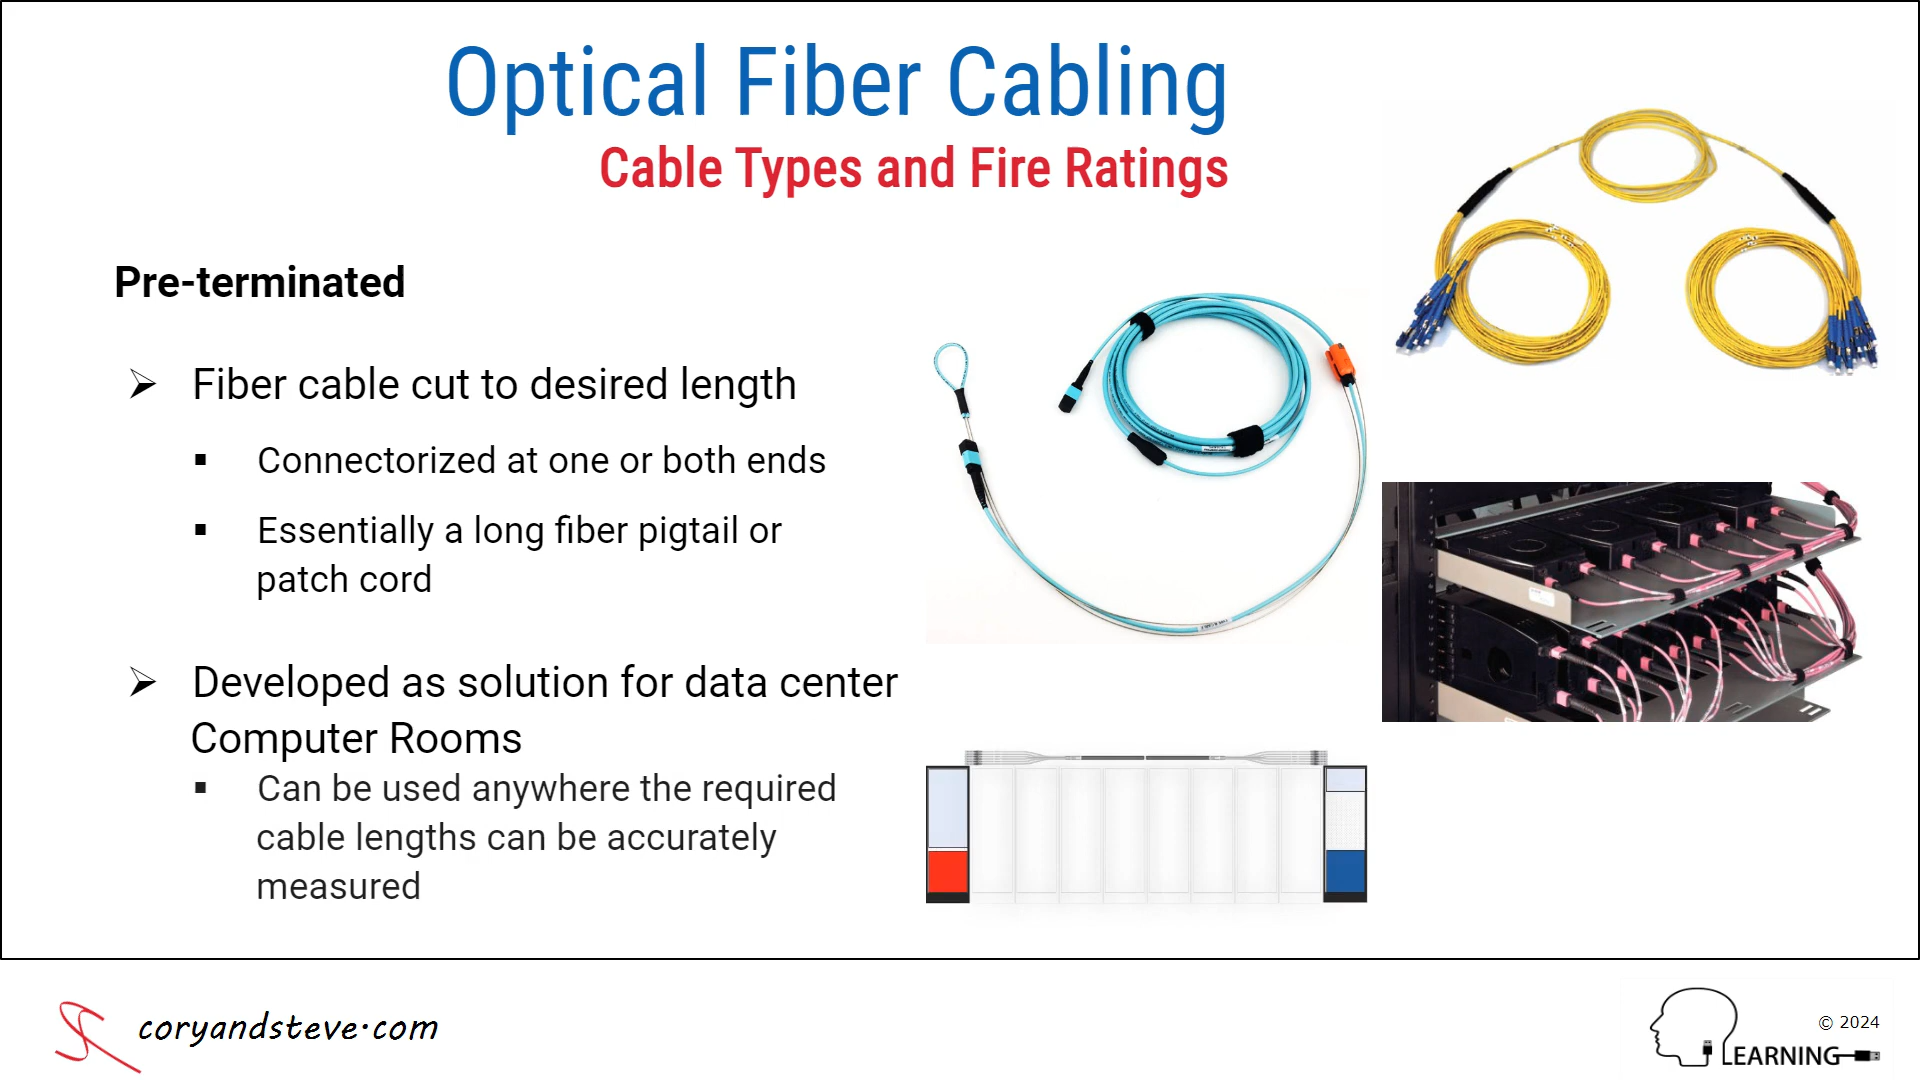 Optical Fiber Cabling
Cable Types and Fire Ratings
Pre-terminated
➢ Fiber cable cut to desired length
▪ Connectorized at one or both ends
▪ Essentially a long fiber pigtail or
patch cord
➢ Developed as solution for data center
Computer Rooms
▪ Can be used anywhere the required
cable lengths can be accurately
measured
coryandsteve.com
© 2024
LEARNING